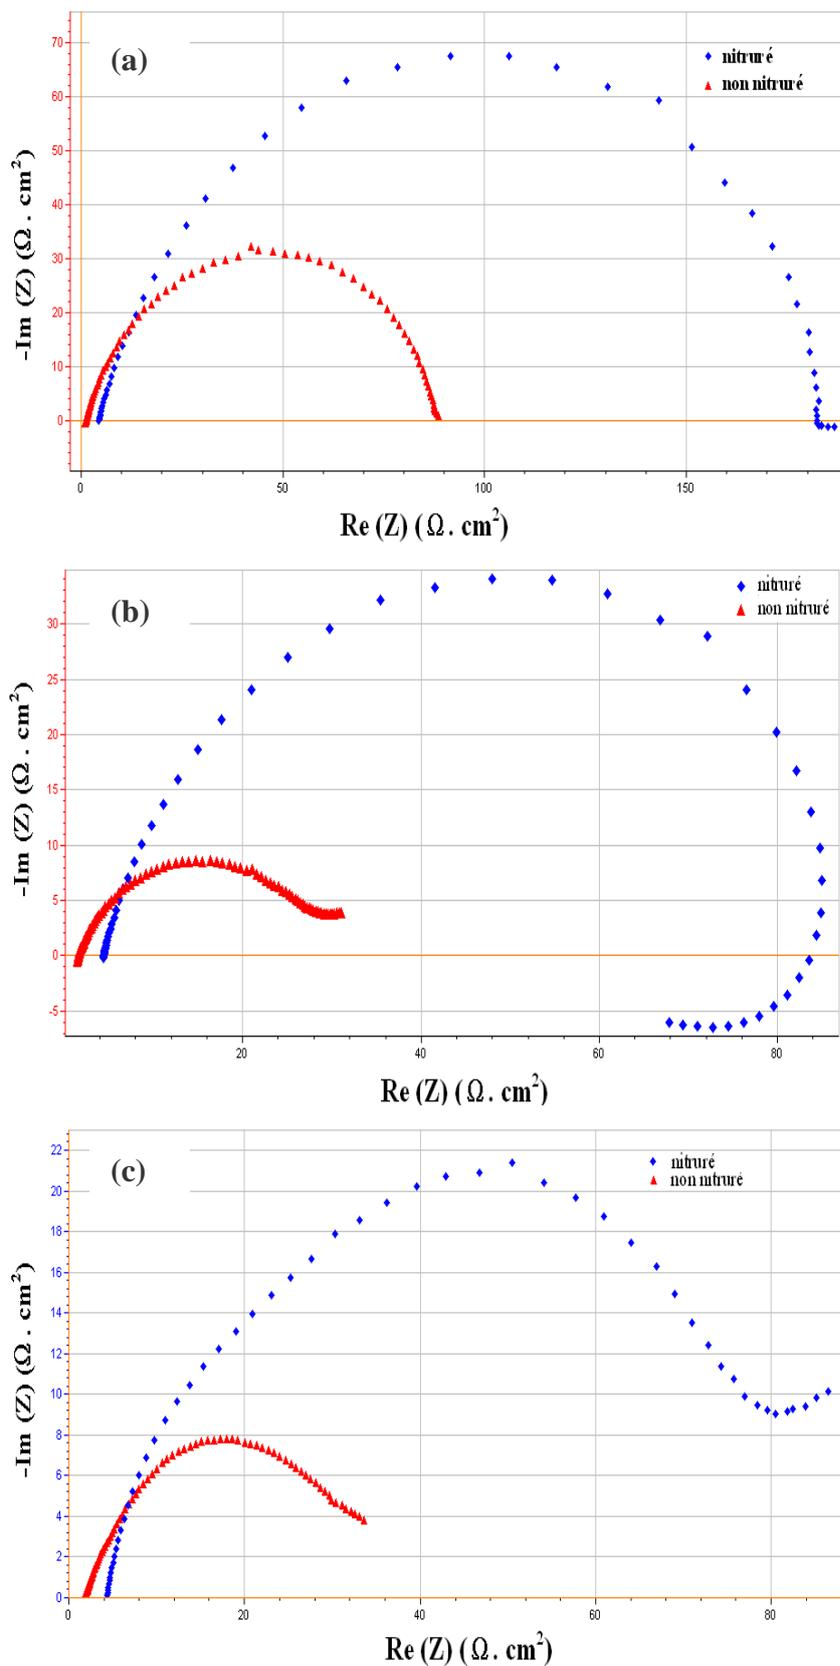 (a)
nitruré
non nitruré
70
60
50
40
30
20
10
0
-Im (Z) (Ω . cm²)
0 50 100 150
Re (Z) (Ω . cm²)
(b)
nitruré
non nitruré
30
25
20
15
10
5
0
-5
-Im (Z) (Ω . cm²)
20 40 60 80
Re (Z) (Ω . cm²)
(c)
nitruré
non nitruré
22
20
18
16
14
12
10
8
6
4
2
0
-Im (Z) (Ω . cm²)
0 20 40 60 80
Re (Z) (Ω . cm²)